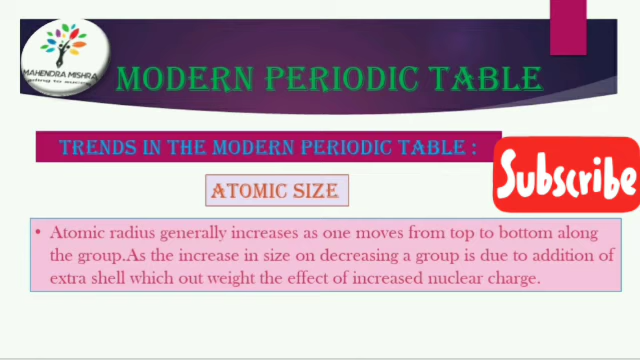 MAHENDRA MISHRA
MODERN PERIODIC TABLE
TRENDS IN THE MODERN PERIODIC TABLE :
Subscribe
ATOMIC SIZE
• Atomic radius generally increases as one moves from top to bottom along
the group.As the increase in size on decreasing a group is due to addition of
extra shell which out weight the effect of increased nuclear charge.